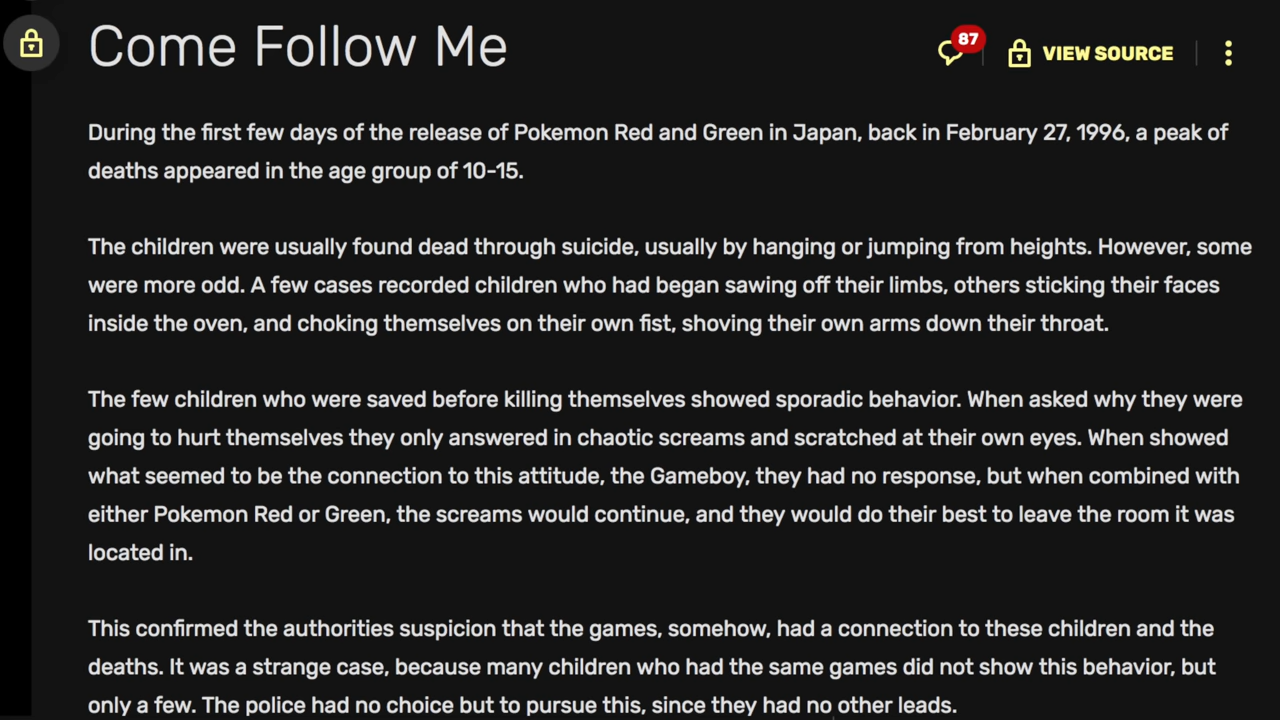 Come Follow Me
87
VIEW SOURCE
During the first few days of the release of Pokemon Red and Green in Japan, back in February 27, 1996, a peak of
deaths appeared in the age group of 10-15.
The children were usually found dead through suicide, usually by hanging or jumping from heights. However, some
were more odd. A few cases recorded children who had began sawing off their limbs, others sticking their faces
inside the oven, and choking themselves on their own fist, shoving their own arms down their throat.
The few children who were saved before killing themselves showed sporadic behavior. When asked why they were
going to hurt themselves they only answered in chaotic screams and scratched at their own eyes. When showed
what seemed to be the connection to this attitude, the Gameboy, they had no response, but when combined with
either Pokemon Red or Green, the screams would continue, and they would do their best to leave the room it was
located in.
This confirmed the authorities suspicion that the games, somehow, had a connection to these children and the
deaths. It was a strange case, because many children who had the same games did not show this behavior, but
only a few. The police had no choice but to pursue this, since they had no other leads.